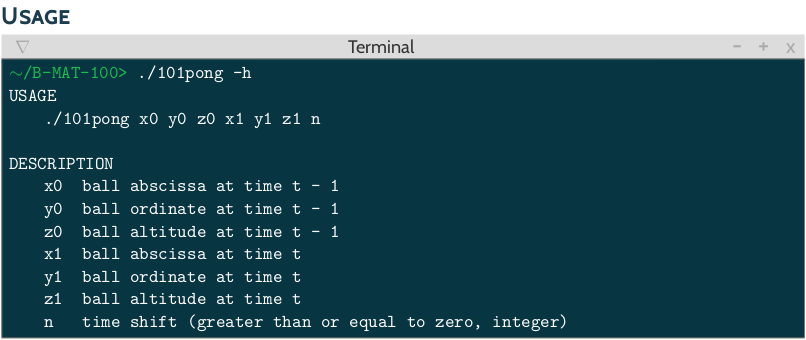 USAGE
Terminal
~/B-MAT-100> ./101pong -h
USAGE
./101pong x0 y0 z0 x1 y1 z1 n
DESCRIPTION
x0 ball abscissa at time t - 1
y0 ball ordinate at time t - 1
z0 ball altitude at time t - 1
x1 ball abscissa at time t
y1 ball ordinate at time t
z1 ball altitude at time t
n time shift (greater than or equal to zero, integer)